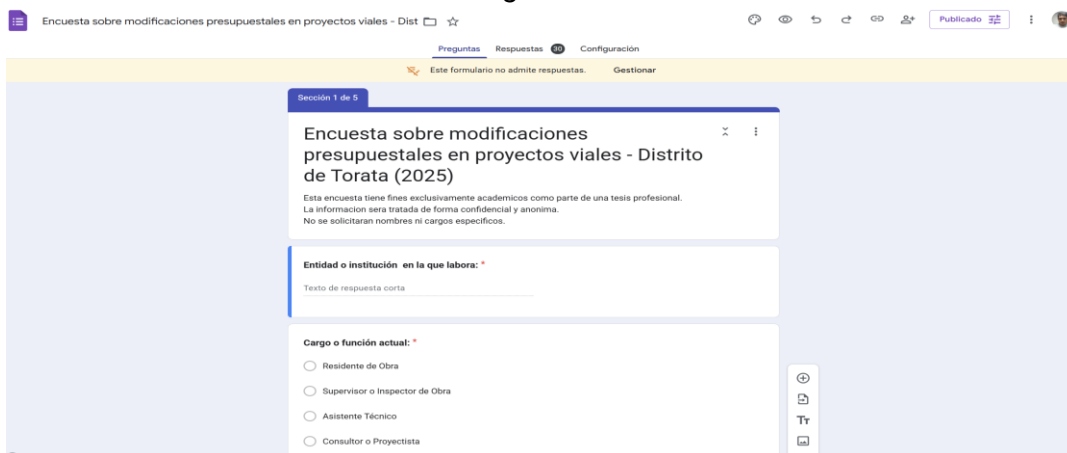 Encuesta sobre modificaciones presupuestales en proyectos viales - Dist
Publicado
Preguntas Respuestas 30 Configuración
Este formulario no admite respuestas. Gestionar
Sección 1 de 5
Encuesta sobre modificaciones
presupuestales en proyectos viales - Distrito
de Torata (2025)
Esta encuesta tiene fines exclusivamente academicos como parte de una tesis profesional.
La informacion sera tratada de forma confidencial y anonima.
No se solicitaran nombres ni cargos especificos.
Entidad o institución en la que labora: *
Texto de respuesta corta
Cargo o función actual: *
Residente de Obra
Supervisor o Inspector de Obra
Asistente Técnico
Consultor o Proyectista
Tт